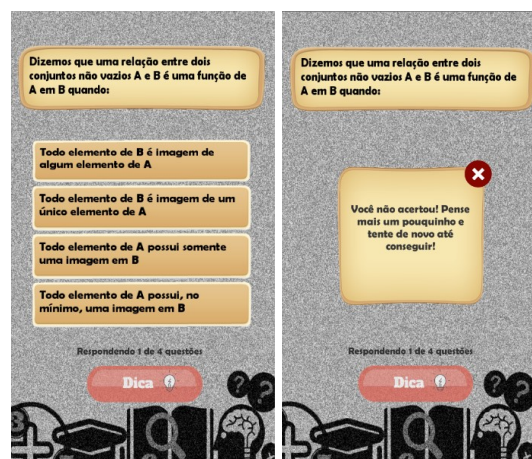 Dizemos que uma relação entre dois
conjuntos não vazios A e B é uma função de
A em B quando:
Todo elemento de B é imagem de
algum elemento de A
Todo elemento de B é imagem de um
único elemento de A
Todo elemento de A possui somente
uma imagem em B
Todo elemento de A possui, no
mínimo, uma imagem em B
Respondendo 1 de 4 questões
Dica
Dizemos que uma relação entre dois
conjuntos não vazios A e B é uma função de
A em B quando:
Você não acertou! Pense
mais um pouquinho e
tente de novo até
conseguir!
Respondendo 1 de 4 questões
Dica